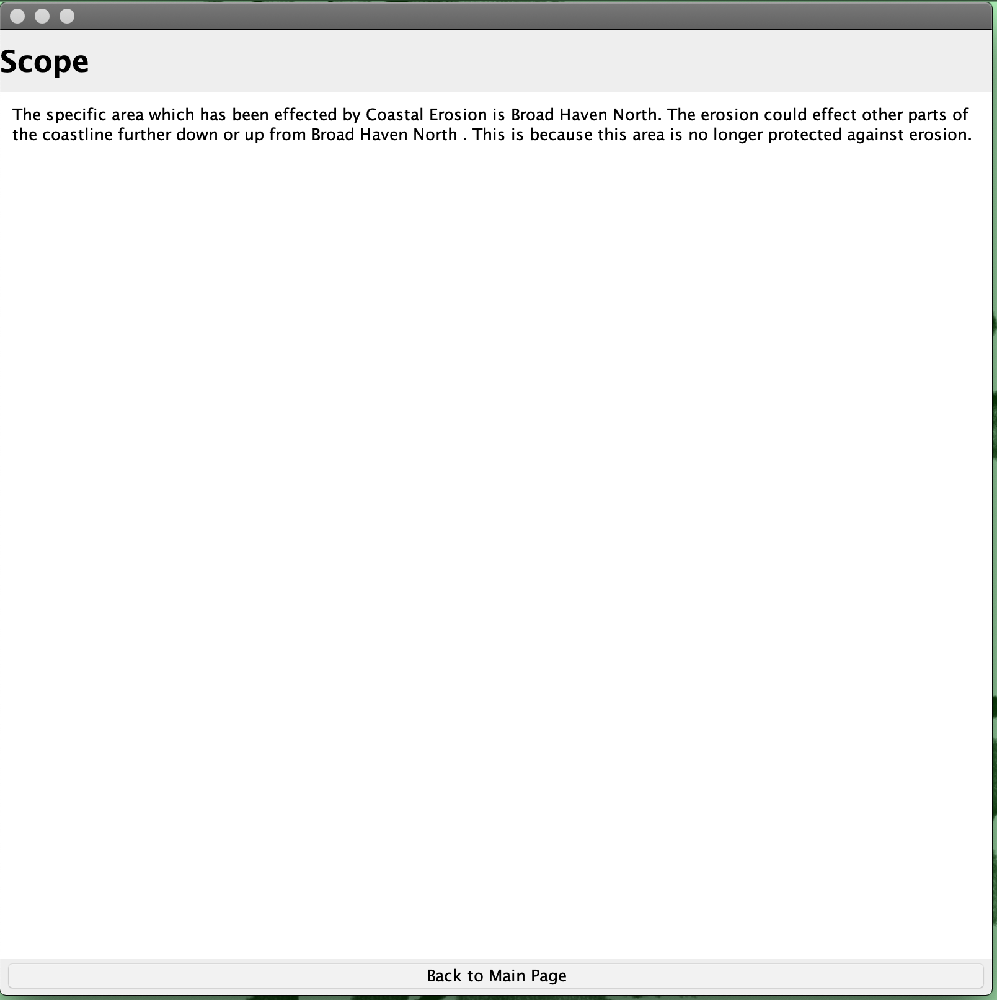 Scope
The specific area which has been effected by Coastal Erosion is Broad Haven North. The erosion could effect other parts of
the coastline further down or up from Broad Haven North . This is because this area is no longer protected against erosion.
Back to Main Page